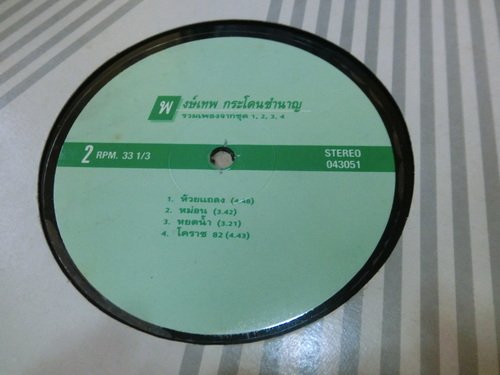 พงษ์เทพ กระโดนชำนาญ
รวมเพลงจากชุด 1, 2, 3, 4
2 RPM. 33 1/3
STEREO
043051
1. ห้วยแถลง (4.46)
2. หม่อน (3.42)
3. หยดน้ำ (3.21)
4. โคราช 82 (4.43)